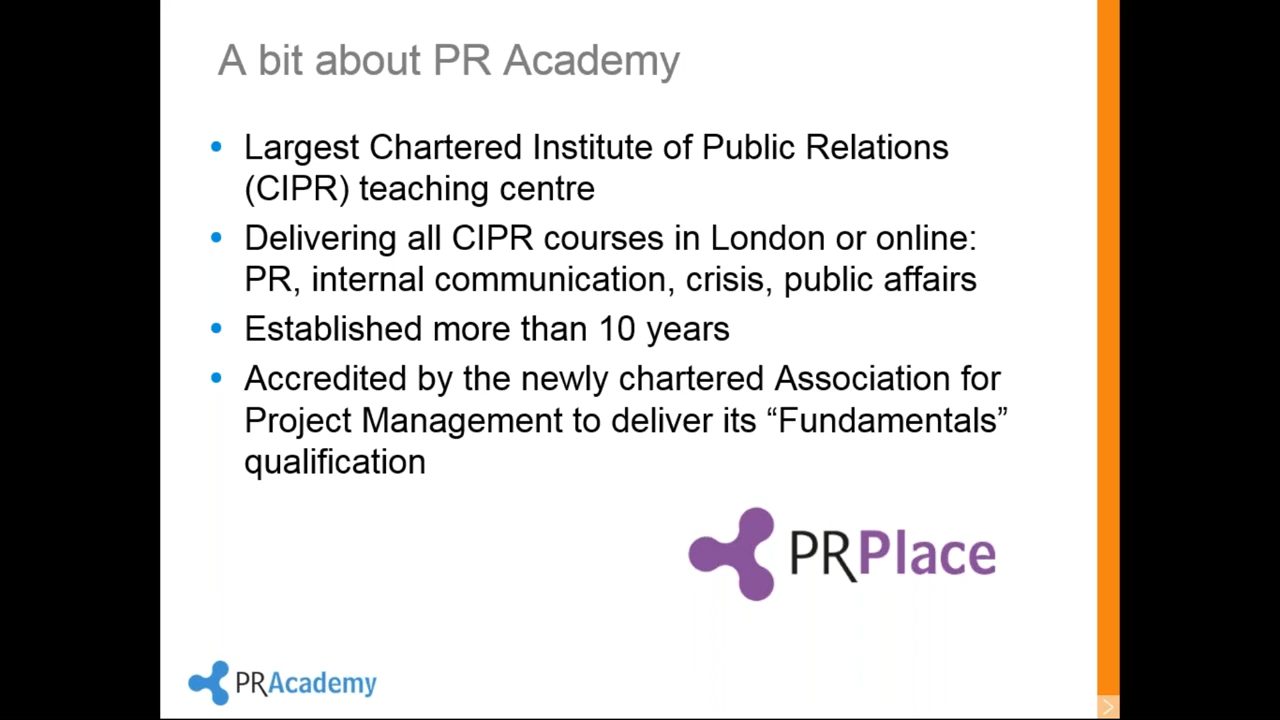 A bit about PR Academy
• Largest Chartered Institute of Public Relations
(CIPR) teaching centre
• Delivering all CIPR courses in London or online:
PR, internal communication, crisis, public affairs
• Established more than 10 years
• Accredited by the newly chartered Association for
Project Management to deliver its “Fundamentals”
qualification
PRPlace
PRAcademy